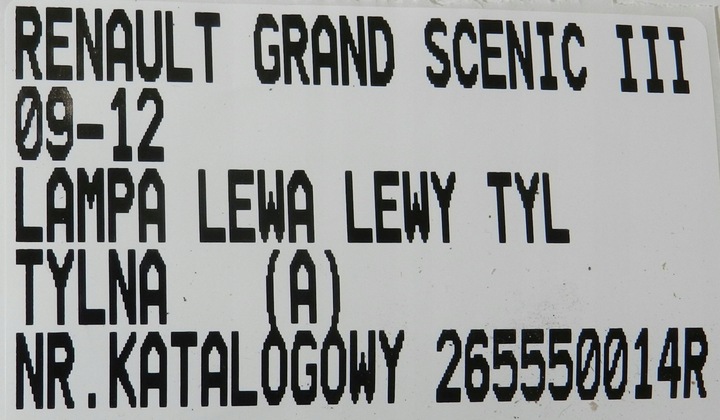 RENAULT GRAND SCENIC III
09-12
LAMPA LEWA LEWY TYL
TYLNA (A)
NR.KATALOGOWY 265550014R